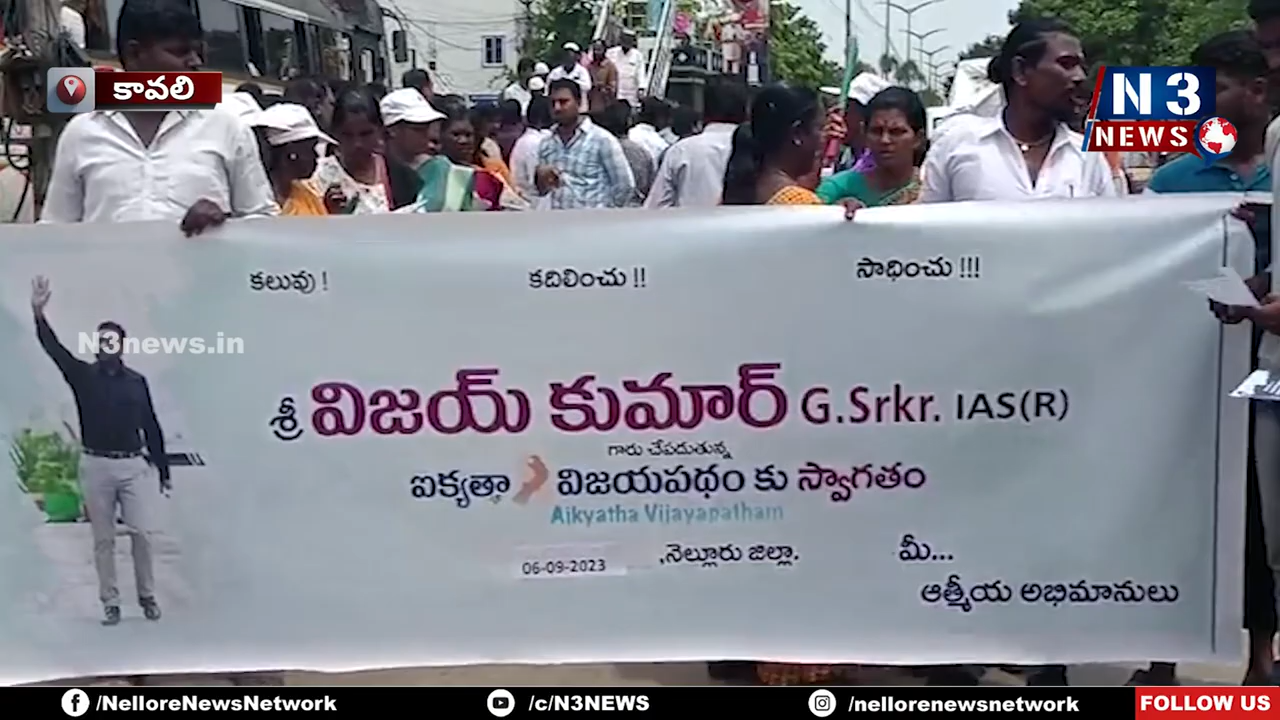 కావలి
N3
NEWS
కలువు ! కదిలించు !! సాధించు !!!
N3news.in
శ్రీ విజయ్ కుమార్ G.Srkr. IAS(R)
గారు చేపడుతున్న
ఐక్యతా విజయపథం కు స్వాగతం
Aikyatha Vijayapatham
06-09-2023 ,నెల్లూరు జిల్లా. మీ...
ఆత్మీయ అభిమానులు
/NelloreNewsNetwork /c/N3NEWS /nellorenewsnetwork FOLLOW US